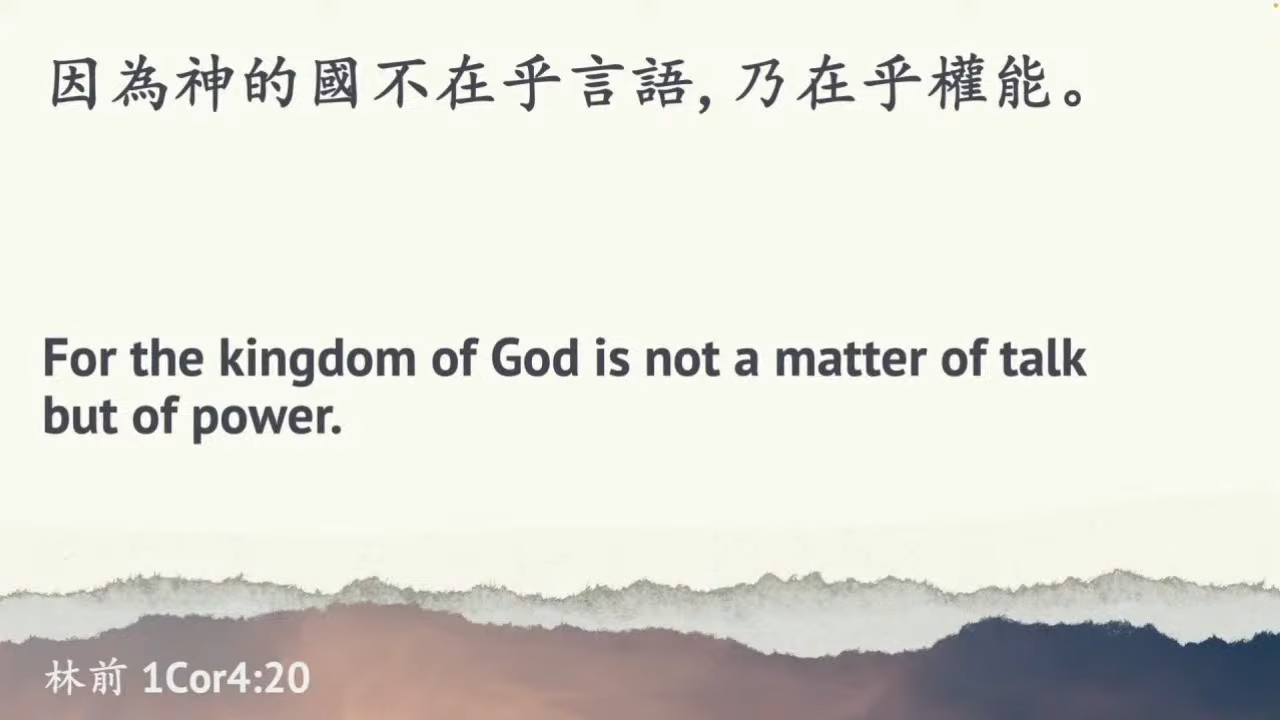 因為神的國不在乎言語,乃在乎權能。
For the kingdom of God is not a matter of talk
but of power.
林前 1Cor4:20